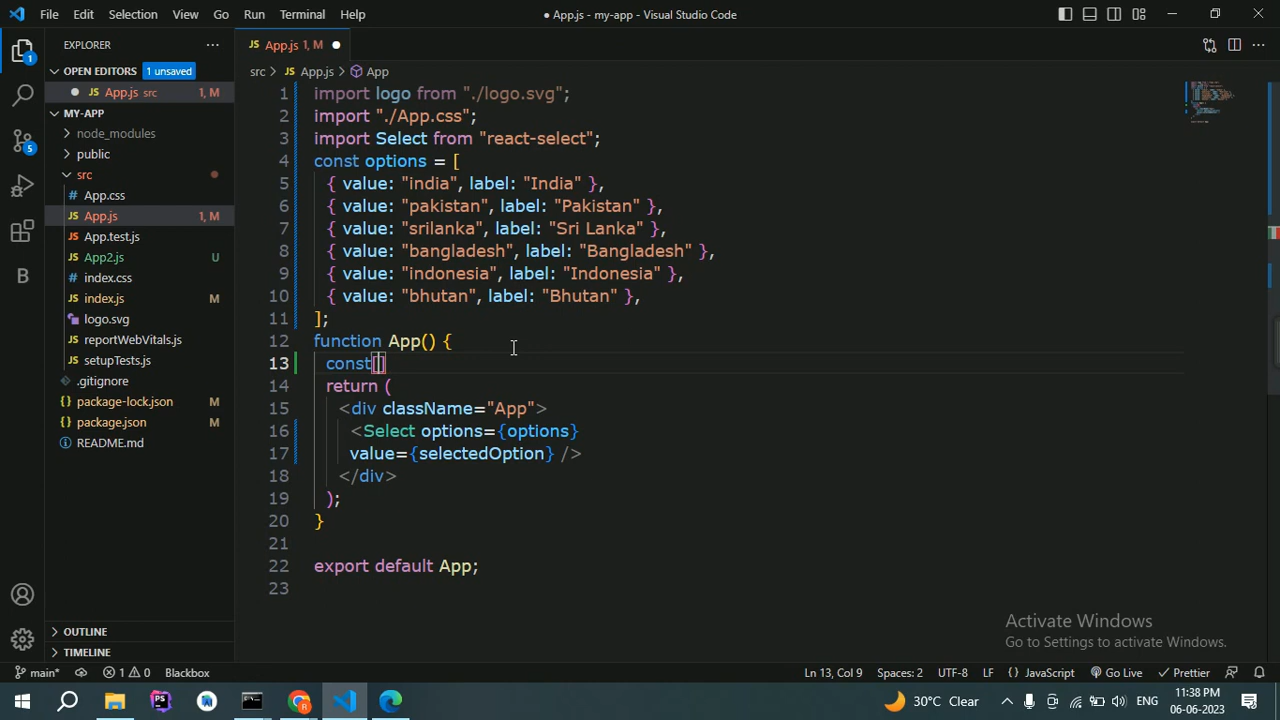 File Edit Selection View Go Run Terminal Help
● App.js - my-app - Visual Studio Code
EXPLORER ...
JS App.js 1, M ●
OPEN EDITORS 1 unsaved
● JS App.js src 1, M
MY-APP
node_modules
public
src
# App.css
JS App.js 1, M
JS App.test.js
JS App2.js U
# index.css
JS index.js M
logo.svg
JS reportWebVitals.js
JS setupTests.js
.gitignore
{} package-lock.json M
{} package.json M
README.md
OUTLINE
TIMELINE
1
5
B
src > JS App.js > App
1 import logo from "./logo.svg";
2 import "./App.css";
3 import Select from "react-select";
4 const options = [
5 { value: "india", label: "India" },
6 { value: "pakistan", label: "Pakistan" },
7 { value: "srilanka", label: "Sri Lanka" },
8 { value: "bangladesh", label: "Bangladesh" },
9 { value: "indonesia", label: "Indonesia" },
10 { value: "bhutan", label: "Bhutan" },
11 ];
12 function App() {
13 const[]
14 return (
15 <div className="App">
16 <Select options={options}
17 value={selectedOption} />
18 </div>
19 );
20 }
21
22 export default App;
23
Activate Windows
Go to Settings to activate Windows.
main* 1 0 Blackbox Ln 13, Col 9 Spaces: 2 UTF-8 LF {} JavaScript Go Live Prettier
PS 30°C Clear ENG 11:38 PM
06-06-2023 1